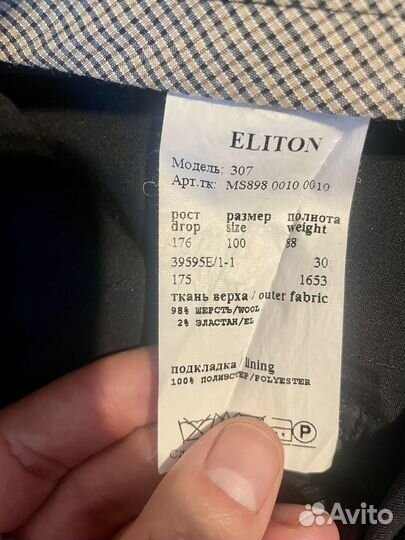 ELITON
Модель: 307
Арт.тк: MS898 0010 0010
рост размер полнота
drop size weight
176 100 88
39595E/1-1 30
175 1653
ткань верха / outer fabric
98% ШЕРСТЬ/WOOL
2% ЭЛАСТАН/EL
подкладка / lining
100% ПОЛИЭСТЕР/POLYESTER
P
Avito